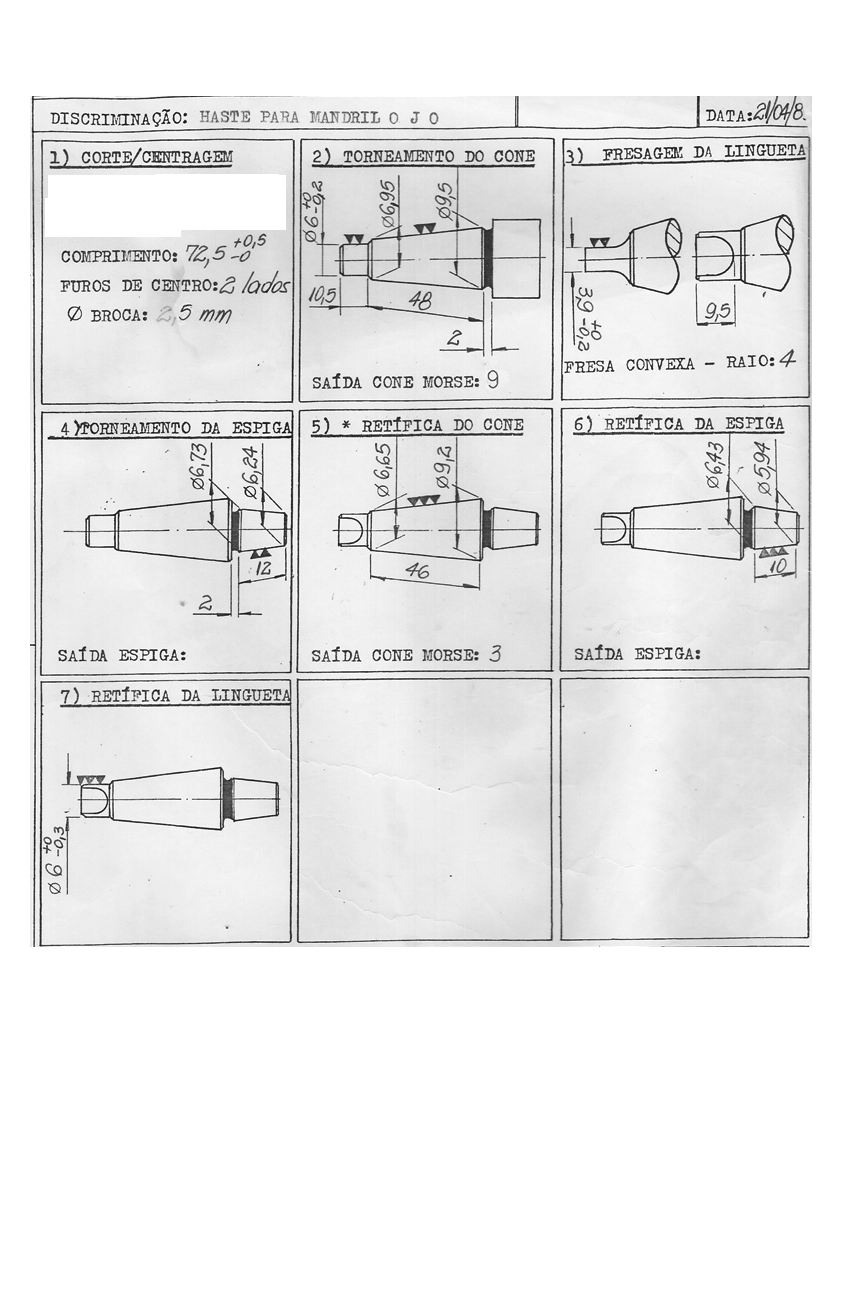 DISCRIMINAÇÃO: HASTE PARA MANDRIL O J O
DATA: 21/04/8.
1) CORTE/CENTRAGEM
COMPRIMENTO: 72,5 +0,5 -0
FUROS DE CENTRO: 2 lados
Ø BROCA: 2,5 mm
2) TORNEAMENTO DO CONE
Ø6 +0 -0,2
Ø6,95
Ø9,5
10,5
48
2
SAÍDA CONE MORSE: 9
3) FRESAGEM DA LINGUETA
3,9 +0 -0,2
9,5
FRESA CONVEXA - RAIO: 4
4) TORNEAMENTO DA ESPIGA
Ø6,73
Ø6,24
12
2
SAÍDA ESPIGA:
5) * RETÍFICA DO CONE
Ø6,65
Ø9,2
46
SAÍDA CONE MORSE: 3
6) RETÍFICA DA ESPIGA
Ø6,43
Ø5,94
10
SAÍDA ESPIGA:
7) RETÍFICA DA LINGUETA
Ø6 +0 -0,3